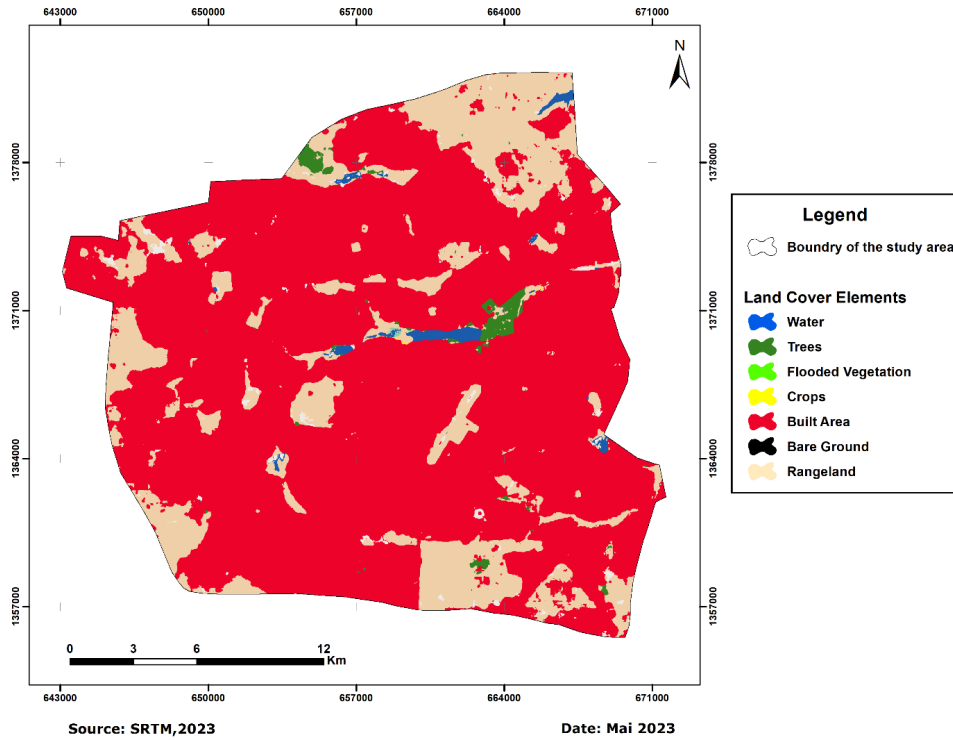 643000 650000 657000 664000 671000
N
1378000 1378000
Legend
Boundry of the study area
Land Cover Elements
1371000 1371000
Water
Trees
Flooded Vegetation
Crops
Built Area
Bare Ground
1364000 1364000
Rangeland
1357000 1357000
0 3 6 12
Km
643000 650000 657000 664000 671000
Source: SRTM,2023 Date: Mai 2023